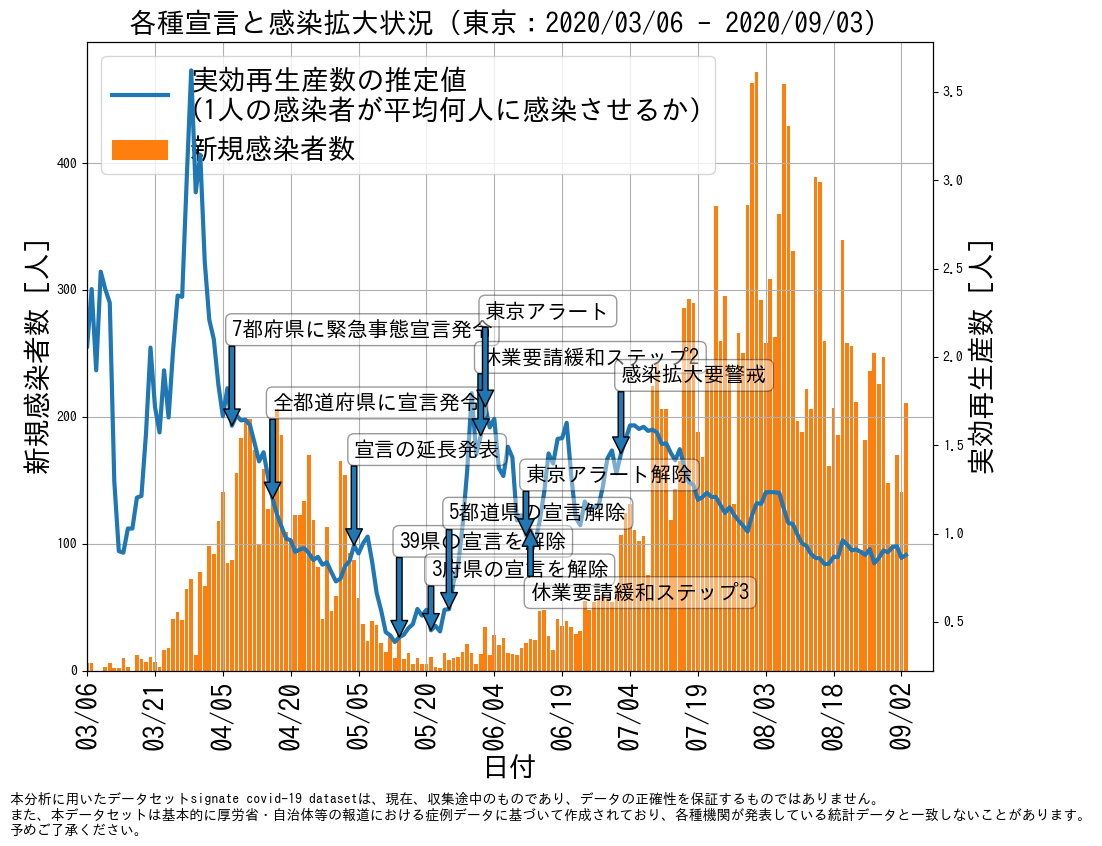 各種宣言と感染拡大状況 (東京：2020/03/06 - 2020/09/03)
実効再生産数の推定値
(1人の感染者が平均何人に感染させるか)
新規感染者数
新規感染者数 [人]
400
300
200
100
0
実効再生産数 [人]
3.5
3.0
2.5
2.0
1.5
1.0
0.5
東京アラート
7都府県に緊急事態宣言発令
休業要請緩和ステップ2
感染拡大要警戒
全都道府県に宣言発令
宣言の延長発表
東京アラート解除
5都道県の宣言解除
39県の宣言を解除
3府県の宣言を解除
休業要請緩和ステップ3
03/06
03/21
04/05
04/20
05/05
05/20
06/04
06/19
07/04
07/19
08/03
08/18
09/02
日付
本分析に用いたデータセットsignate covid-19 datasetは、現在、収集途中のものであり、データの正確性を保証するものではありません。
また、本データセットは基本的に厚労省・自治体等の報道における症例データに基づいて作成されており、各種機関が発表している統計データと一致しないことがあります。
予めご了承ください。